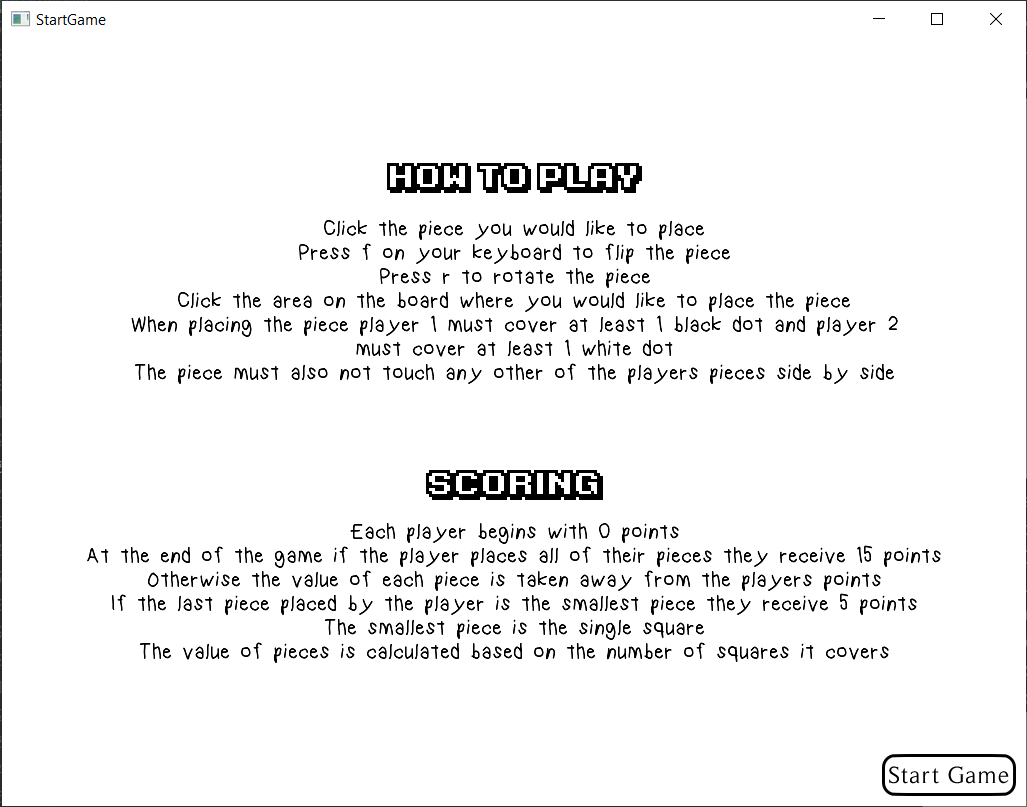 StartGame
HOW TO PLAY
Click the piece you would like to place
Press f on your keyboard to flip the piece
Press r to rotate the piece
Click the area on the board where you would like to place the piece
When placing the piece player 1 must cover at least 1 black dot and player 2
must cover at least 1 white dot
The piece must also not touch any other of the players pieces side by side
SCORING
Each player begins with 0 points
At the end of the game if the player places all of their pieces they receive 15 points
Otherwise the value of each piece is taken away from the players points
If the last piece placed by the player is the smallest piece they receive 5 points
The smallest piece is the single square
The value of pieces is calculated based on the number of squares it covers
Start Game